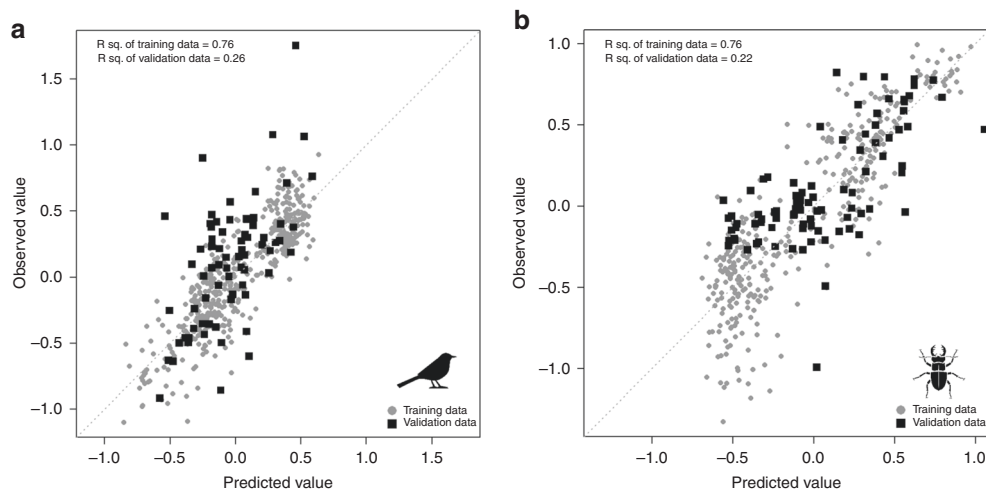 a
R sq. of training data = 0.76
R sq. of validation data = 0.26
1.5
1.0
0.5
0.0
−0.5
−1.0
Observed value
−1.0 −0.5 0.0 0.5 1.0 1.5
Predicted value
Training data
Validation data
b
R sq. of training data = 0.76
R sq. of validation data = 0.22
1.0
0.5
0.0
−0.5
−1.0
Observed value
−1.0 −0.5 0.0 0.5 1.0
Predicted value
Training data
Validation data